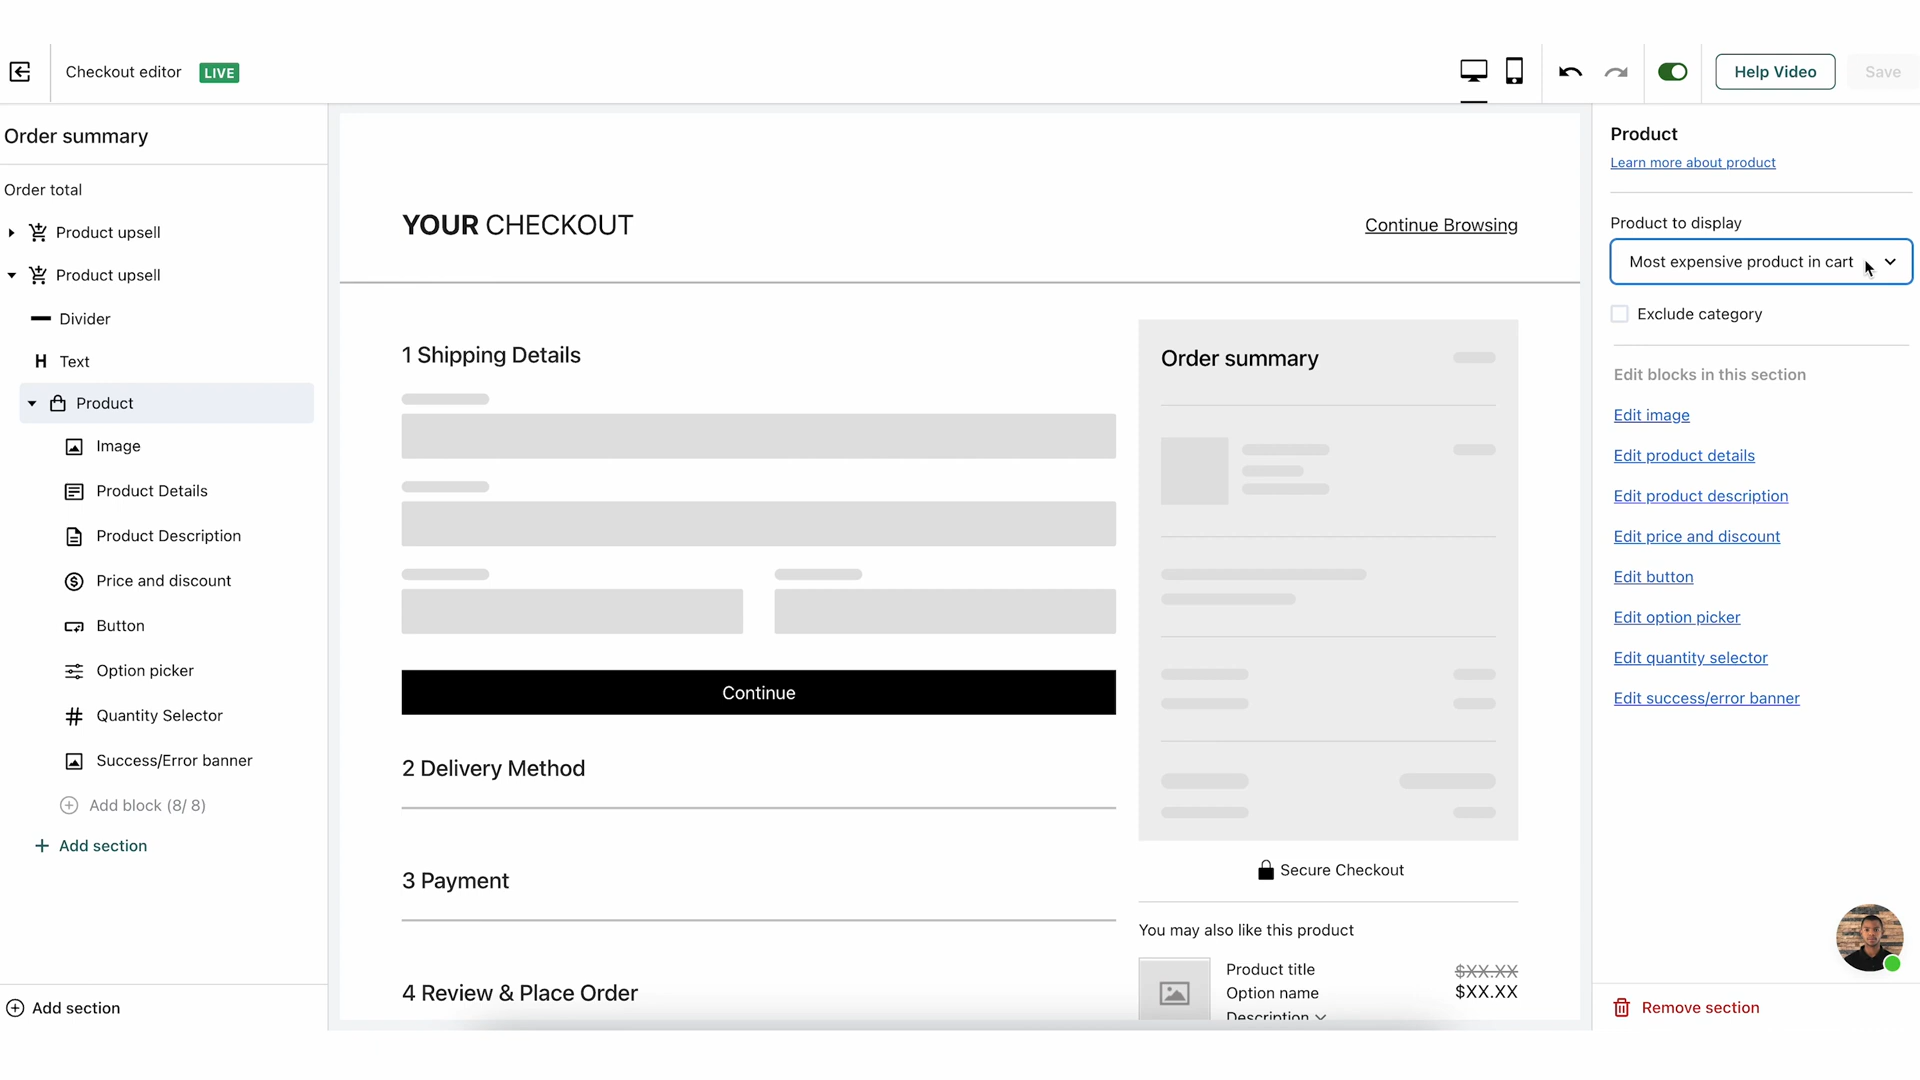 Checkout editor LIVE
Help Video
Save
Order summary
Order total
Product upsell
Product upsell
Divider
H Text
Product
Image
Product Details
Product Description
Price and discount
Button
Option picker
Quantity Selector
Success/Error banner
Add block (8/ 8)
+ Add section
Add section
YOUR CHECKOUT
Continue Browsing
1 Shipping Details
Continue
2 Delivery Method
3 Payment
4 Review & Place Order
Order summary
Secure Checkout
You may also like this product
Product title
$XX.XX
Option name
$XX.XX
Description
Product
Learn more about product
Product to display
Most expensive product in cart
Exclude category
Edit blocks in this section
Edit image
Edit product details
Edit product description
Edit price and discount
Edit button
Edit option picker
Edit quantity selector
Edit success/error banner
Remove section